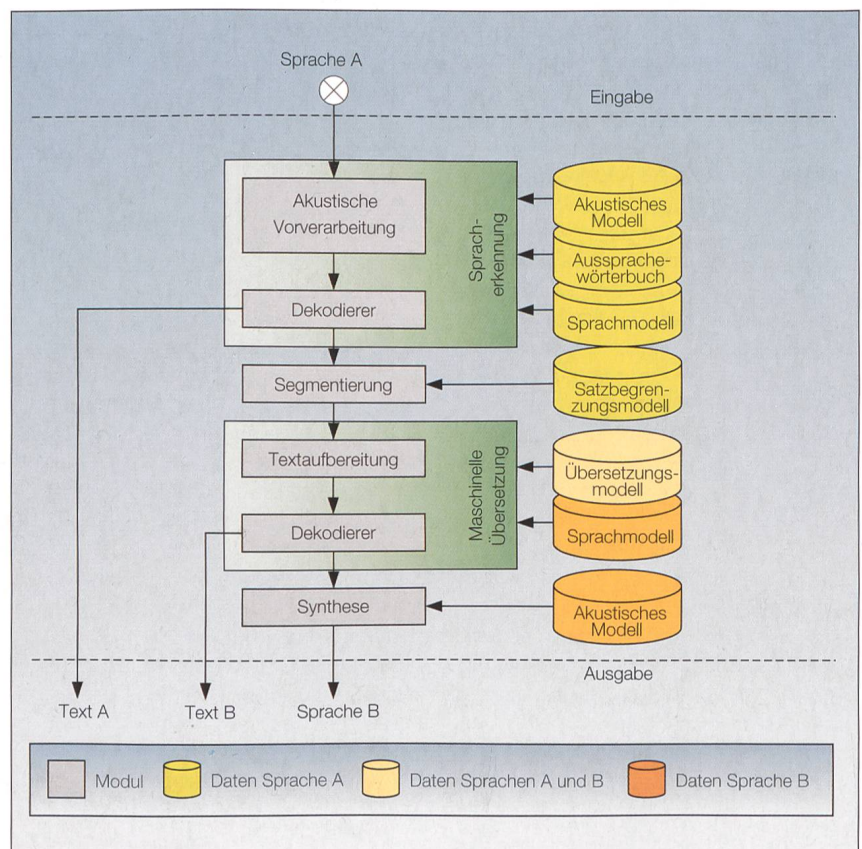 Sprache A
Eingabe
Akustische
Vorverarbeitung
Dekodierer
Sprach-
erkennung
Akustisches
Modell
Aussprache-
wörterbuch
Sprachmodell
Segmentierung
Satzbegren-
zungsmodell
Textaufbereitung
Dekodierer
Maschinelle
Übersetzung
Übersetzungs-
modell
Sprachmodell
Synthese
Akustisches
Modell
Ausgabe
Text A
Text B
Sprache B
Modul
Daten Sprache A
Daten Sprachen A und B
Daten Sprache B